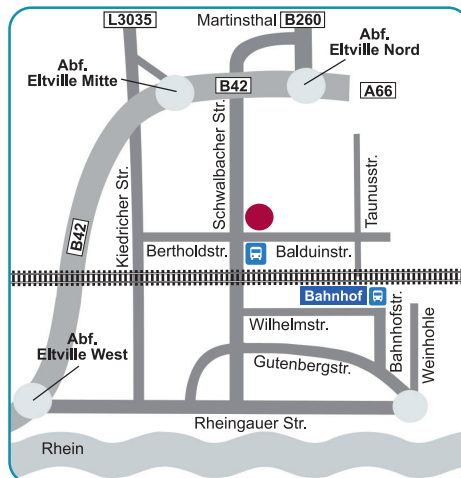 L3035
Martinsthal B260
Abf.
Eltville Mitte
Abf.
Eltville Nord
B42
A66
Kiedricher Str.
Schwalbacher Str.
Taunusstr.
B42
Bertholdstr.
Balduinstr.
Bahnhof
Wilhelmstr.
Bahnhofstr.
Weinhohle
Abf.
Eltville West
Gutenbergstr.
Rheingauer Str.
Rhein